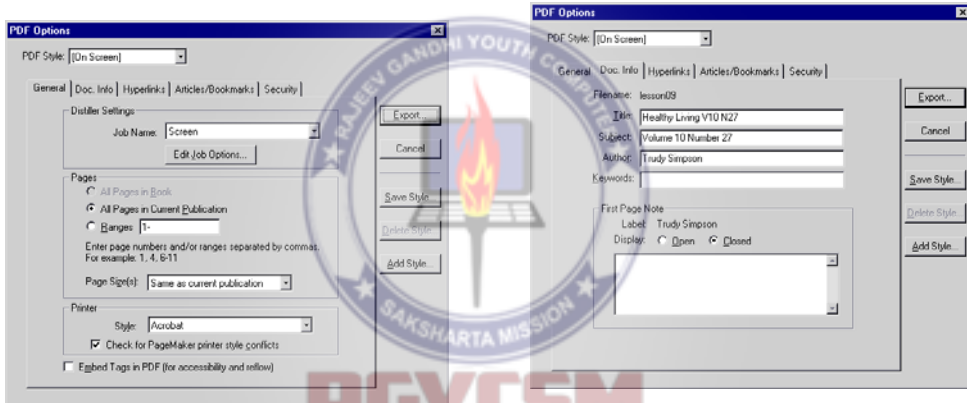 PDF Options
PDF Style: [On Screen]
General Doc. Info Hyperlinks Articles/Bookmarks Security
Distiller Settings
Job Name: Screen
Edit Job Options...
Pages
All Pages in Book
All Pages in Current Publication
Ranges 1-
Enter page numbers and/or ranges separated by commas.
For example: 1, 4, 6-11
Page Size(s): Same as current publication
Printer
Style: Acrobat
Check for PageMaker printer style conflicts
Embed Tags in PDF (for accessibility and reflow)
Export...
Cancel
Save Style...
Delete Style...
Add Style...
PDF Options
PDF Style: [On Screen]
General Doc. Info Hyperlinks Articles/Bookmarks Security
Filename: lesson09
Title: Healthy Living V10 N27
Subject: Volume 10 Number 27
Author: Trudy Simpson
Keywords:
First Page Note
Label: Trudy Simpson
Display: Open Closed
Export...
Cancel
Save Style...
Delete Style...
Add Style...
RAJEEV GANDHI YOUTH
SAKSHARTA MISSION
RGYCSM